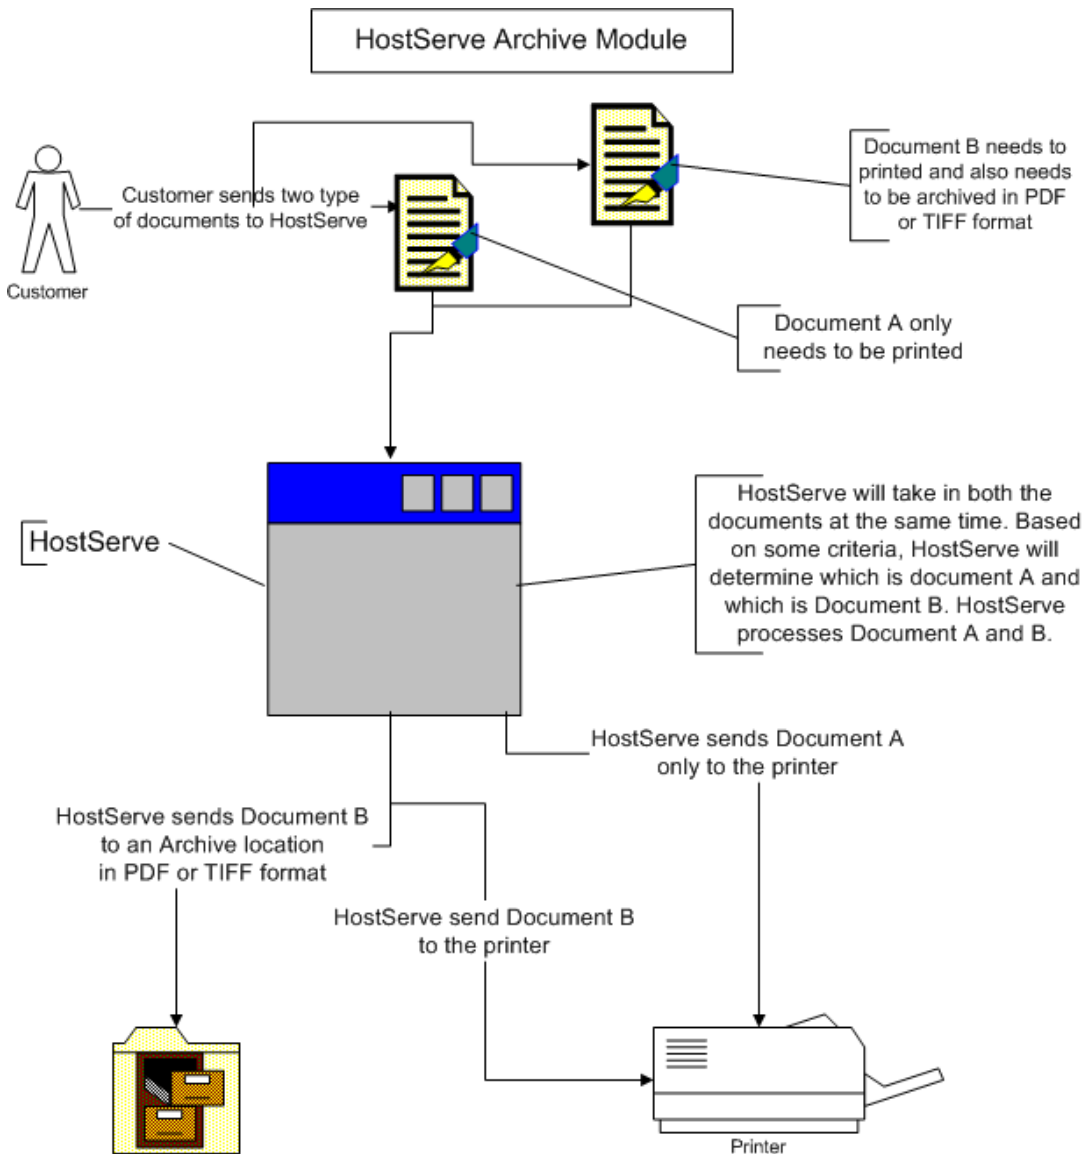 HostServe Archive Module
Document B needs to
printed and also needs
to be archived in PDF
or TIFF format
Customer sends two type
of documents to HostServe
Customer
Document A only
needs to be printed
HostServe
HostServe will take in both the
documents at the same time. Based
on some criteria, HostServe will
determine which is document A and
which is Document B. HostServe
processes Document A and B.
HostServe sends Document A
only to the printer
HostServe sends Document B
to an Archive location
in PDF or TIFF format
HostServe send Document B
to the printer
Printer